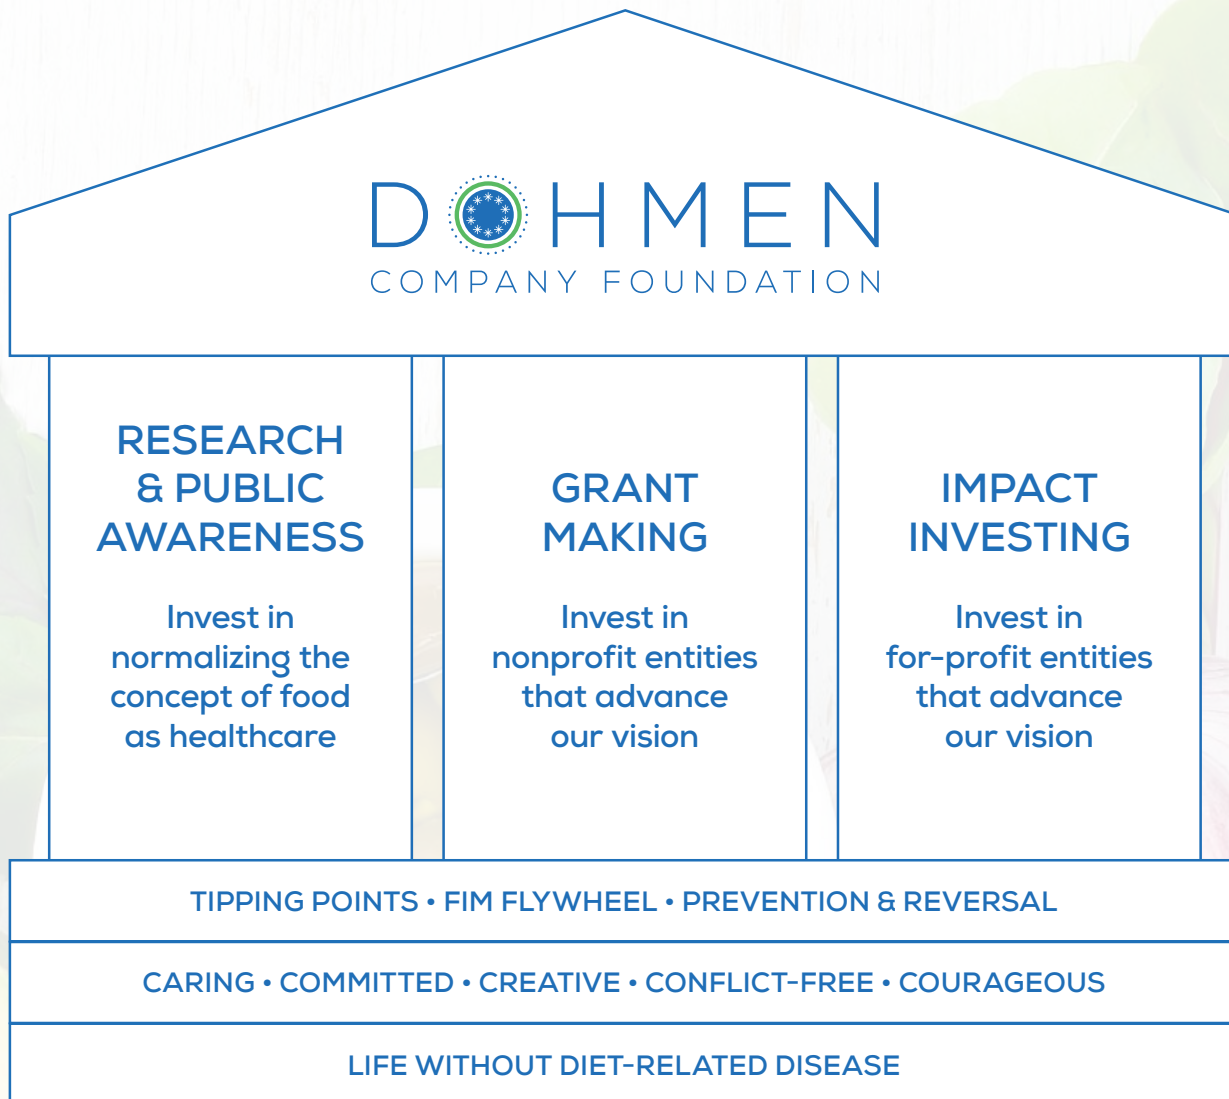 DOHMEN
COMPANY FOUNDATION
RESEARCH
& PUBLIC
AWARENESS
Invest in
normalizing the
concept of food
as healthcare
GRANT
MAKING
Invest in
nonprofit entities
that advance
our vision
IMPACT
INVESTING
Invest in
for-profit entities
that advance
our vision
TIPPING POINTS • FIM FLYWHEEL • PREVENTION & REVERSAL
CARING • COMMITTED • CREATIVE • CONFLICT-FREE • COURAGEOUS
LIFE WITHOUT DIET-RELATED DISEASE